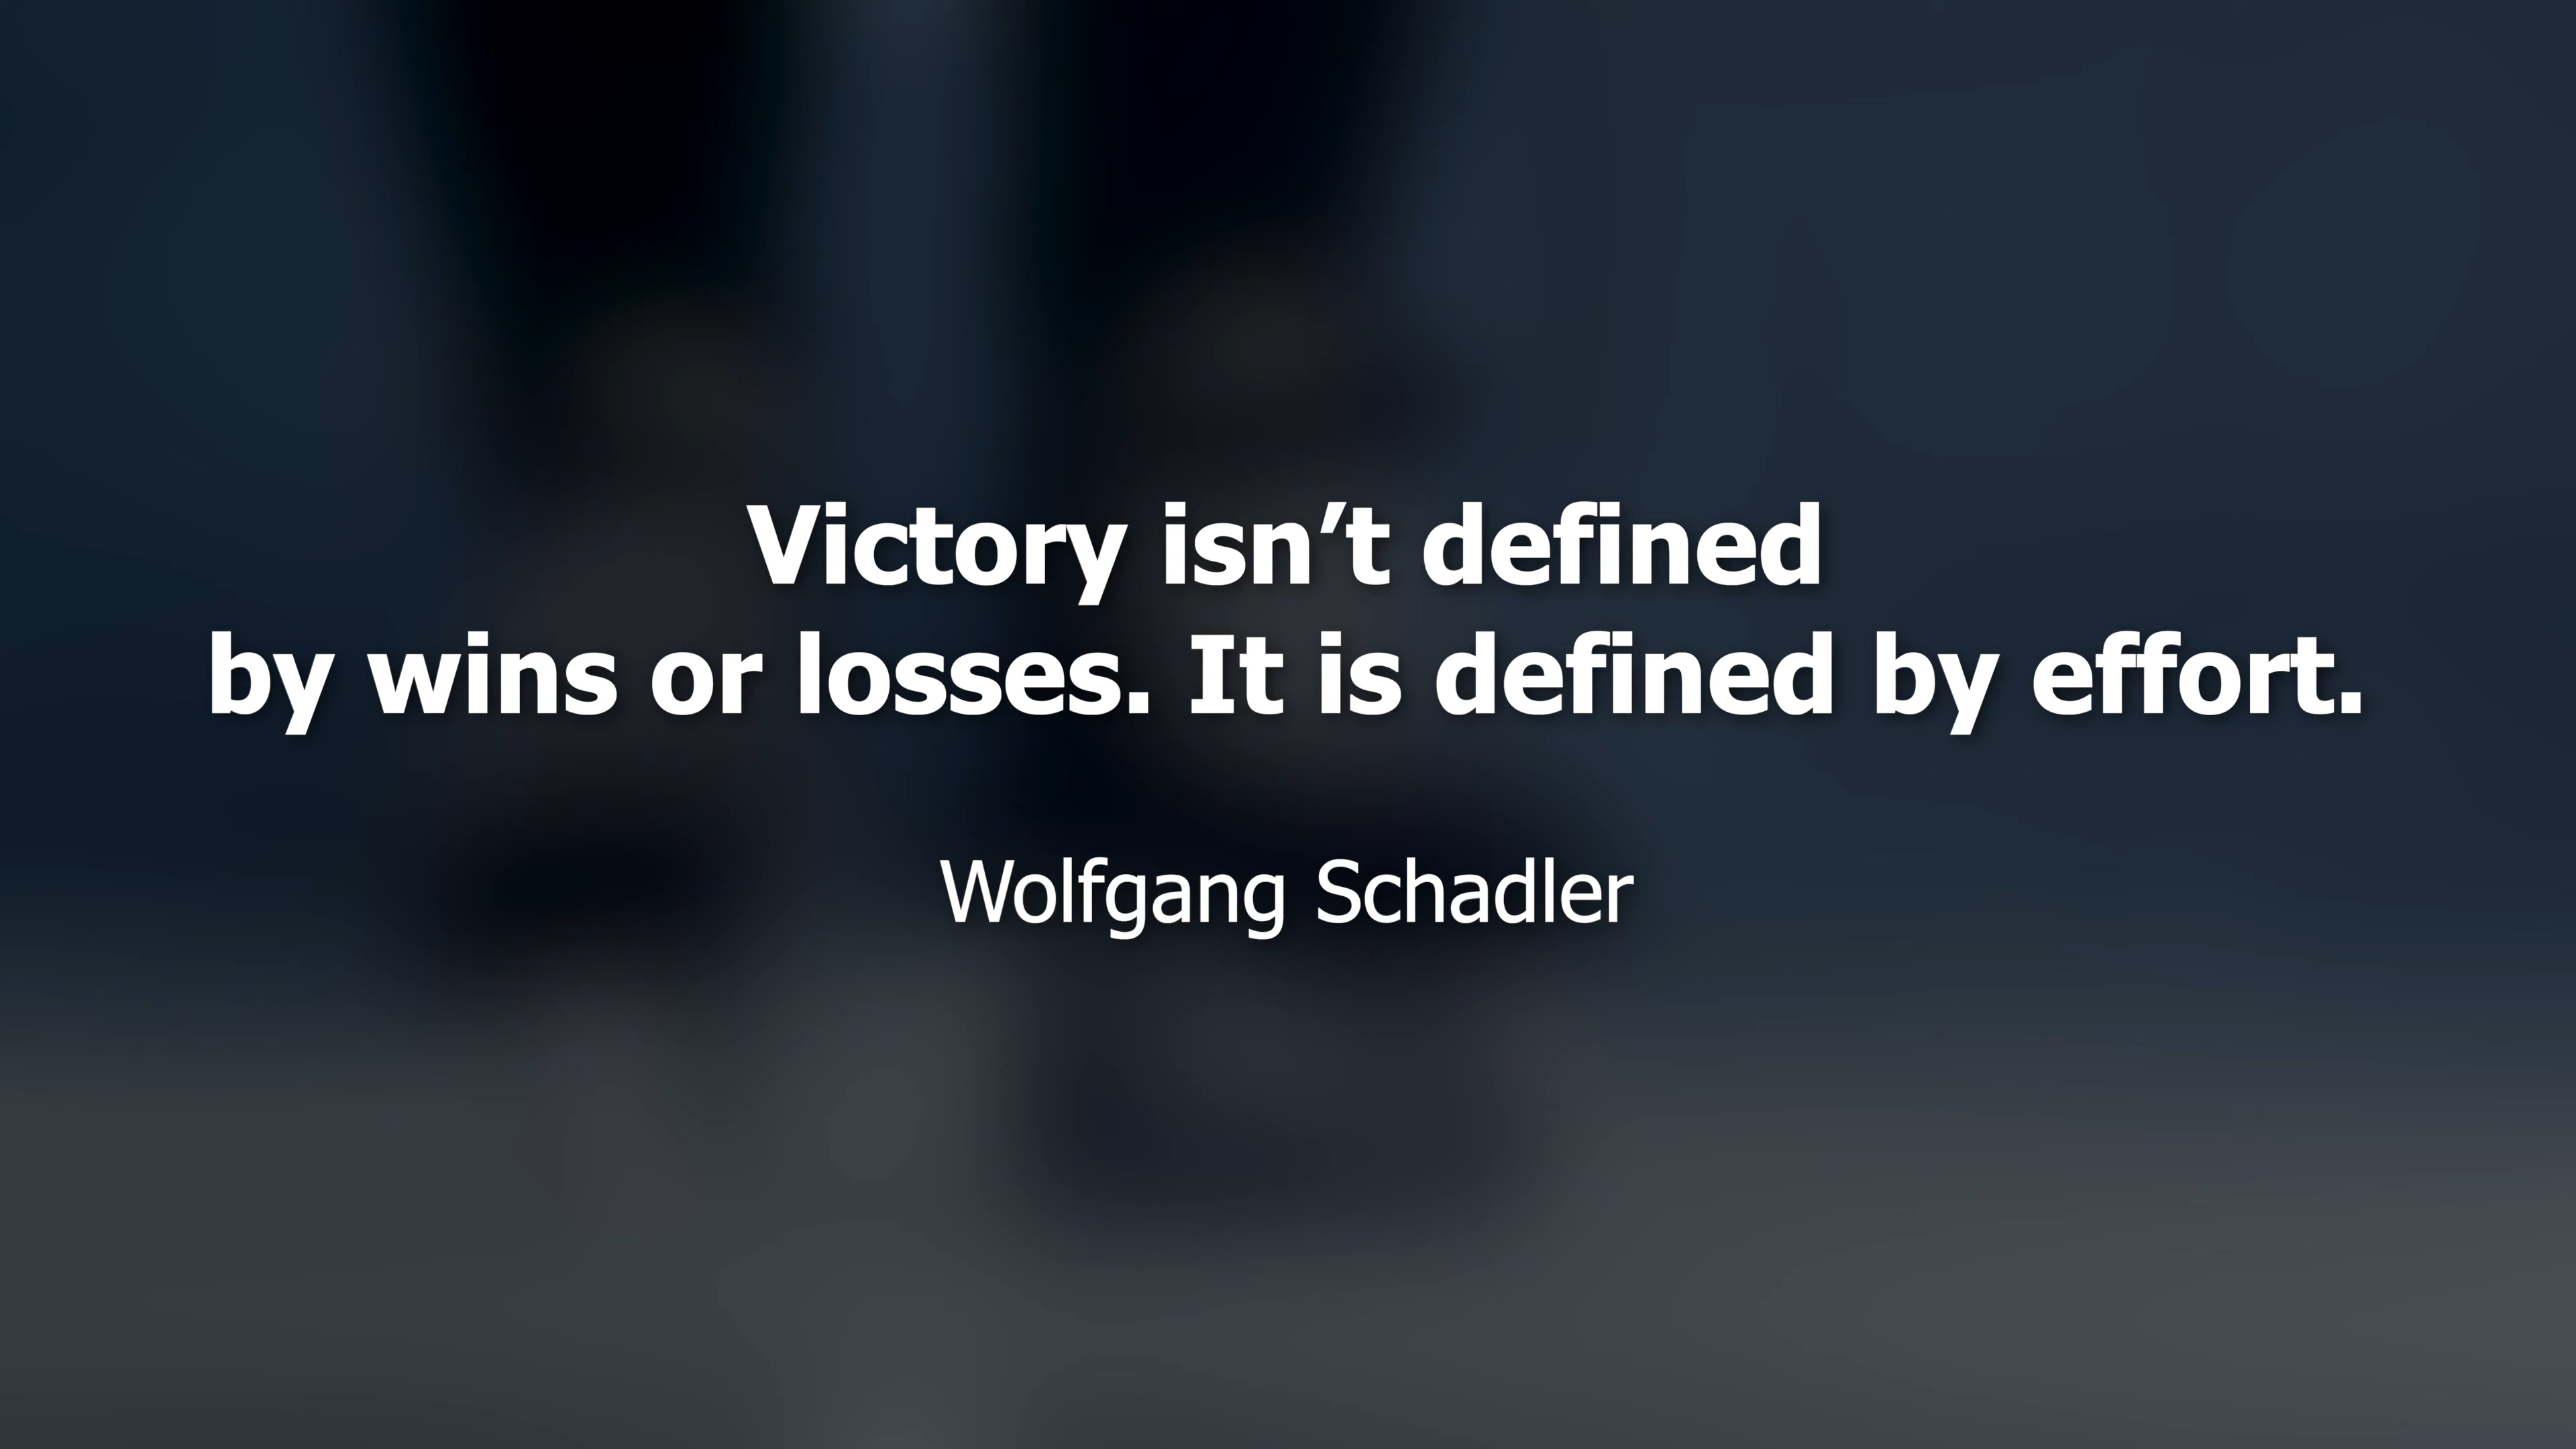 Victory isn’t defined
by wins or losses. It is defined by effort.
Wolfgang Schadler